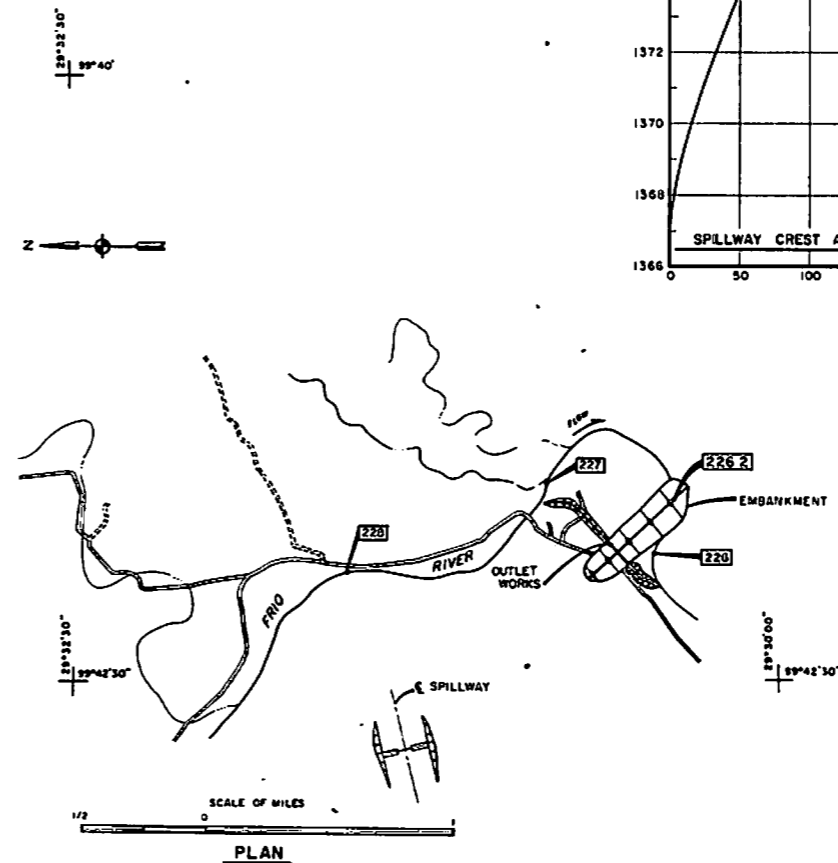 29°32'30"
99°40'
1372
1370
1368
1366
SPILLWAY CREST
0
50
100
N
FLOW
227
226.2
EMBANKMENT
226
228
RIVER
OUTLET
WORKS
FRIO
29°32'30"
99°42'30"
29°30'00"
99°42'30"
℄ SPILLWAY
SCALE OF MILES
1/2
0
1
PLAN